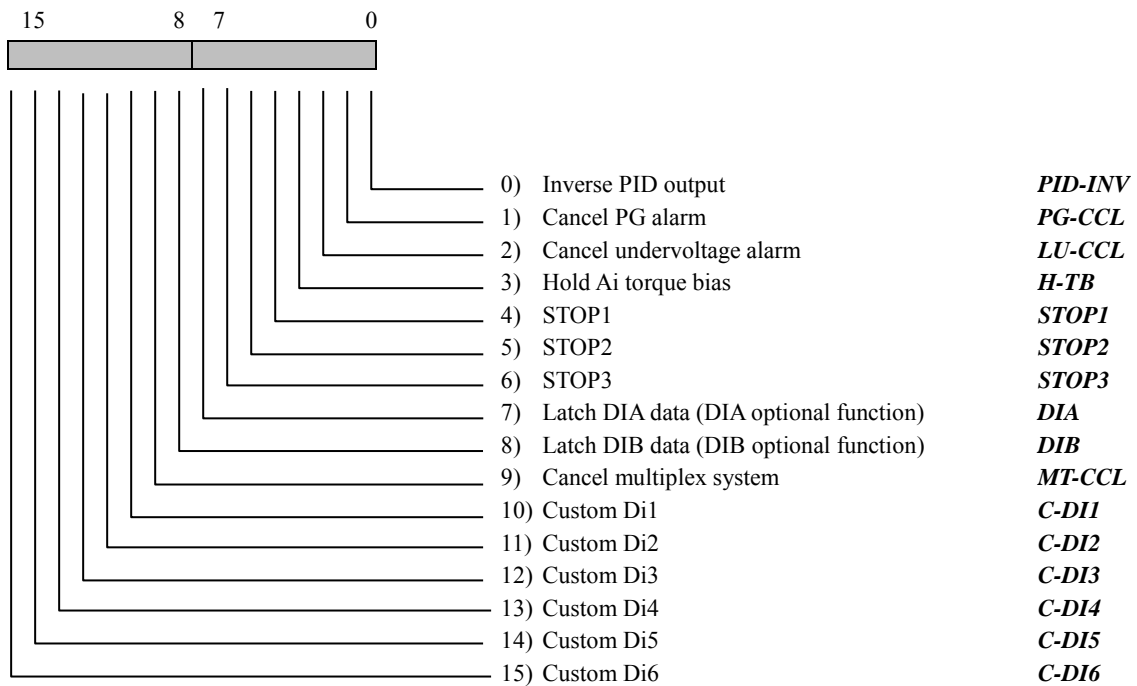 15 8 7 0
0) Inverse PID output PID-INV
1) Cancel PG alarm PG-CCL
2) Cancel undervoltage alarm LU-CCL
3) Hold Ai torque bias H-TB
4) STOP1 STOP1
5) STOP2 STOP2
6) STOP3 STOP3
7) Latch DIA data (DIA optional function) DIA
8) Latch DIB data (DIB optional function) DIB
9) Cancel multiplex system MT-CCL
10) Custom Di1 C-DI1
11) Custom Di2 C-DI2
12) Custom Di3 C-DI3
13) Custom Di4 C-DI4
14) Custom Di5 C-DI5
15) Custom Di6 C-DI6